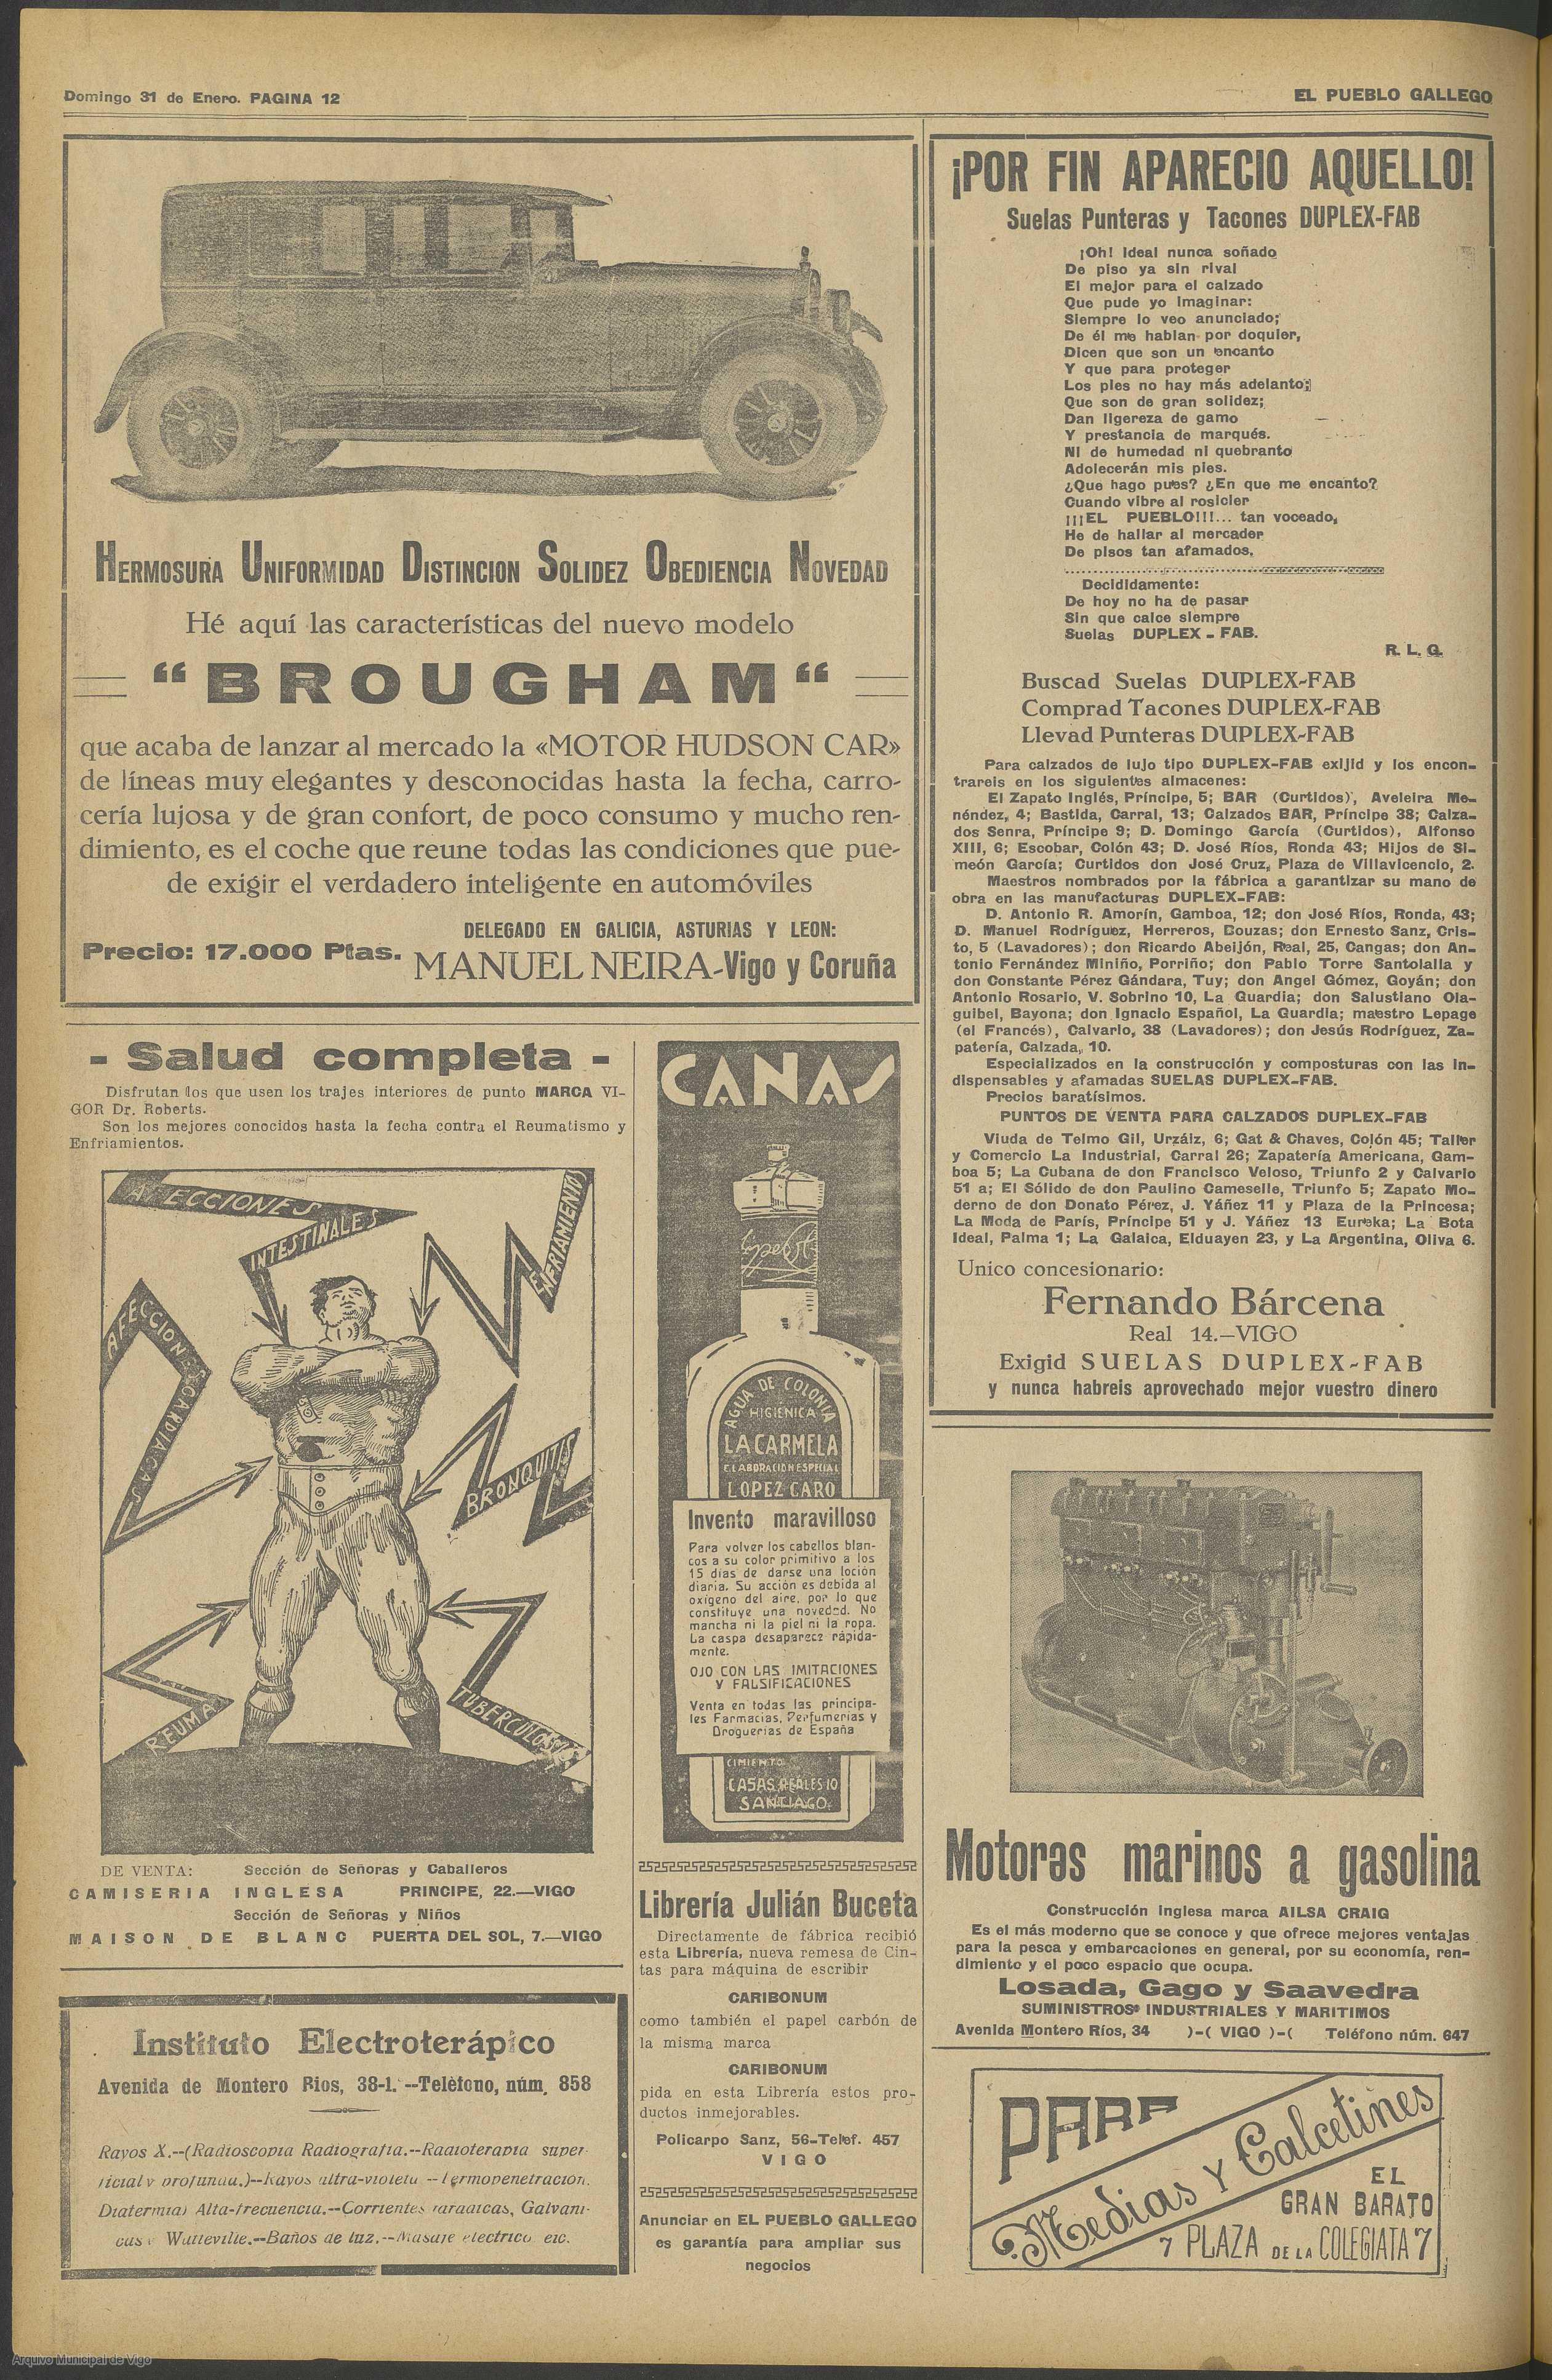 Domingo 31 de Enero. PAGINA 12
EL PUEBLO GALLEGO
HERMOSURA UNIFORMIDAD DISTINCION SOLIDEZ OBEDIENCIA NOVEDAD
Hé aquí las características del nuevo modelo
“BROUGHAM“
que acaba de lanzar al mercado la «MOTOR HUDSON CAR»
de líneas muy elegantes y desconocidas hasta la fecha, carro-
cería lujosa y de gran confort, de poco consumo y mucho ren-
dimiento, es el coche que reune todas las condiciones que pue-
de exigir el verdadero inteligente en automóviles
Precio: 17.000 Ptas.
DELEGADO EN GALICIA, ASTURIAS Y LEON:
MANUEL NEIRA-Vigo y Coruña
- Salud completa -
Disfrutan los que usen los trajes interiores de punto MARCA VI-
GOR Dr. Roberts.
Son los mejores conocidos hasta la fecha contra el Reumatismo y
Enfriamientos.
AFECCIONES
INTESTINALES
ENFRIAMIENTO
AFECCIONES CARDIACAS
BRONQUITIS
REUMA
TUBERCULOSIS
DE VENTA: Sección de Señoras y Caballeros
CAMISERIA INGLESA PRINCIPE, 22.—VIGO
Sección de Señoras y Niños
MAISON DE BLANC PUERTA DEL SOL, 7.—VIGO
Instituto Electroterápico
Avenida de Montero Rios, 38-1.º--Teléfono, núm. 858
Rayos X.--(Radioscopia Radiografia.--Radioterapia super-
ficial y profunda.)--Rayos ultra-violeta --Termopenetracion.
Diatermia) Alta-frecuencia.--Corrientes faradicas, Galvani-
cas y Watteville.--Baños de luz.--Masaje electrico etc.
CANAS
AGUA DE COLONIA
HIGIENICA
LA CARMELA
ELABORACION ESPECIAL
LOPEZ CARO
Invento maravilloso
Para volver los cabellos blan-
cos a su color primitivo a los
15 días de darse una loción
diaria. Su acción es debida al
oxígeno del aire, por lo que
constituye una novedad. No
mancha ni la piel ni la ropa.
La caspa desaparece rápida-
mente.
OJO CON LAS IMITACIONES
Y FALSIFICACIONES
Venta en todas las principa-
les Farmacias, Perfumerías y
Droguerías de España
CIMIENTO
CASAS REALES 10
SANTIAGO
Librería Julián Buceta
Directamente de fábrica recibió
esta Librería, nueva remesa de Cin-
tas para máquina de escribir
CARIBONUM
como también el papel carbón de
la misma marca
CARIBONUM
pida en esta Librería estos pro-
ductos inmejorables.
Policarpo Sanz, 56-Telef. 457
VIGO
Anunciar en EL PUEBLO GALLEGO
es garantía para ampliar sus
negocios
¡POR FIN APARECIO AQUELLO!
Suelas Punteras y Tacones DUPLEX-FAB
¡Oh! Ideal nunca soñado
De piso ya sin rival
El mejor para el calzado
Que pude yo imaginar:
Siempre lo veo anunciado;
De él me hablan por doquier,
Dicen que son un encanto
Y que para proteger
Los pies no hay más adelanto;
Que son de gran solidez;
Dan ligereza de gamo
Y prestancia de marqués.
Ni de humedad ni quebranto
Adolecerán mis pies.
¿Que hago pues? ¿En que me encanto?
Cuando vibre al rosicler
¡¡¡EL PUEBLO!!!... tan voceado,
He de hallar al mercader
De pisos tan afamados.
Decididamente:
De hoy no ha de pasar
Sin que calce siempre
Suelas DUPLEX - FAB.
R. L. G.
Buscad Suelas DUPLEX-FAB
Comprad Tacones DUPLEX-FAB
Llevad Punteras DUPLEX-FAB
Para calzados de lujo tipo DUPLEX-FAB exijid y los encon-
trareis en los siguientes almacenes:
El Zapato Inglés, Príncipe, 5; BAR (Curtidos), Aveleira Me-
néndez, 4; Bastida, Carral, 13; Calzados BAR, Príncipe 38; Calza-
dos Senra, Príncipe 9; D. Domingo García (Curtidos), Alfonso
XIII, 6; Escobar, Colón 43; D. José Ríos, Ronda 43; Hijos de Si-
meón García; Curtidos don José Cruz, Plaza de Villavicencio, 2.
Maestros nombrados por la fábrica a garantizar su mano de
obra en las manufacturas DUPLEX-FAB:
D. Antonio R. Amorín, Gamboa, 12; don José Ríos, Ronda, 43;
D. Manuel Rodríguez, Herreros, Bouzas; don Ernesto Sanz, Cris-
to, 5 (Lavadores); don Ricardo Abeijón, Real, 25, Cangas; don An-
tonio Fernández Miniño, Porriño; don Pablo Torre Santolalla y
don Constante Pérez Gándara, Tuy; don Angel Gómez, Goyán; don
Antonio Rosario, V. Sobrino 10, La Guardia; don Salustiano Ola-
guibel, Bayona; don Ignacio Español, La Guardia; maestro Lepage
(el Francés), Calvario, 38 (Lavadores); don Jesús Rodríguez, Za-
patería, Calzada, 10.
Especializados en la construcción y composturas con las in-
dispensables y afamadas SUELAS DUPLEX-FAB.
Precios baratísimos.
PUNTOS DE VENTA PARA CALZADOS DUPLEX-FAB
Viuda de Telmo Gil, Urzáiz, 6; Gat & Chaves, Colón 45; Taller
y Comercio La Industrial, Carral 26; Zapatería Americana, Gam-
boa 5; La Cubana de don Francisco Veloso, Triunfo 2 y Calvario
51 a; El Sólido de don Paulino Cameselle, Triunfo 5; Zapato Mo-
derno de don Donato Pérez, J. Yáñez 11 y Plaza de la Princesa;
La Moda de París, Príncipe 51 y J. Yáñez 13 Eureka; La Bota
Ideal, Palma 1; La Galaica, Elduayen 23, y La Argentina, Oliva 6.
Unico concesionario:
Fernando Bárcena
Real 14.—VIGO
Exigid SUELAS DUPLEX-FAB
y nunca habreis aprovechado mejor vuestro dinero
Motores marinos a gasolina
Construcción inglesa marca AILSA CRAIG
Es el más moderno que se conoce y que ofrece mejores ventajas
para la pesca y embarcaciones en general, por su economía, ren-
dimiento y el poco espacio que ocupa.
Losada, Gago y Saavedra
SUMINISTROS INDUSTRIALES Y MARITIMOS
Avenida Montero Ríos, 34 )-( VIGO )-( Teléfono núm. 647
PARA
Medias y Calcetines
EL
GRAN BARATO
7 PLAZA DE LA COLEGIATA 7
Arquivo Municipal de Vigo